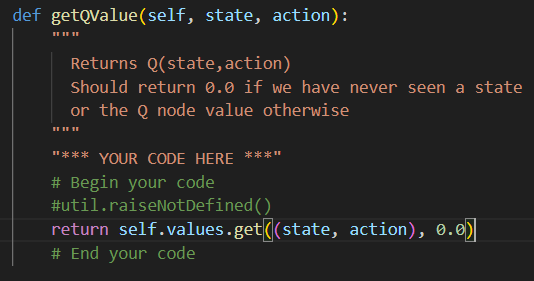 def getQValue(self, state, action):
"""
Returns Q(state,action)
Should return 0.0 if we have never seen a state
or the Q node value otherwise
"""
"*** YOUR CODE HERE ***"
# Begin your code
#util.raiseNotDefined()
return self.values.get((state, action), 0.0)
# End your code